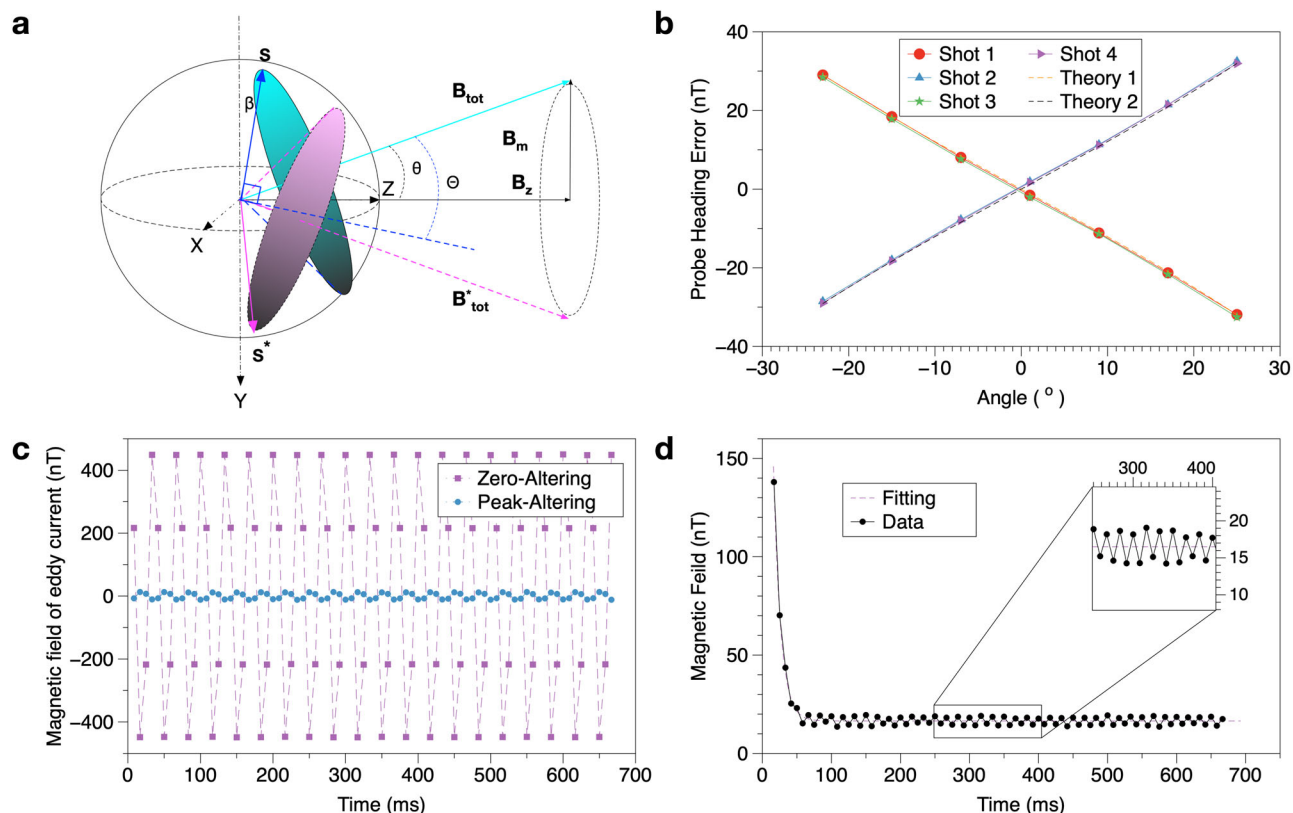 a
S
β
B_tot
B_m
θ
Θ
B_z
Z
X
B*_tot
S*
Y
b
Probe Heading Error (nT)
40
20
0
−20
−40
Shot 1
Shot 2
Shot 3
Shot 4
Theory 1
Theory 2
−30 −20 −10 0 10 20 30
Angle ( ° )
c
Magnetic field of eddy current (nT)
400
200
0
−200
−400
Zero-Altering
Peak-Altering
0 100 200 300 400 500 600 700
Time (ms)
d
Magnetic Feild (nT)
150
100
50
0
Fitting
Data
300 400
20
15
10
0 100 200 300 400 500 600 700
Time (ms)